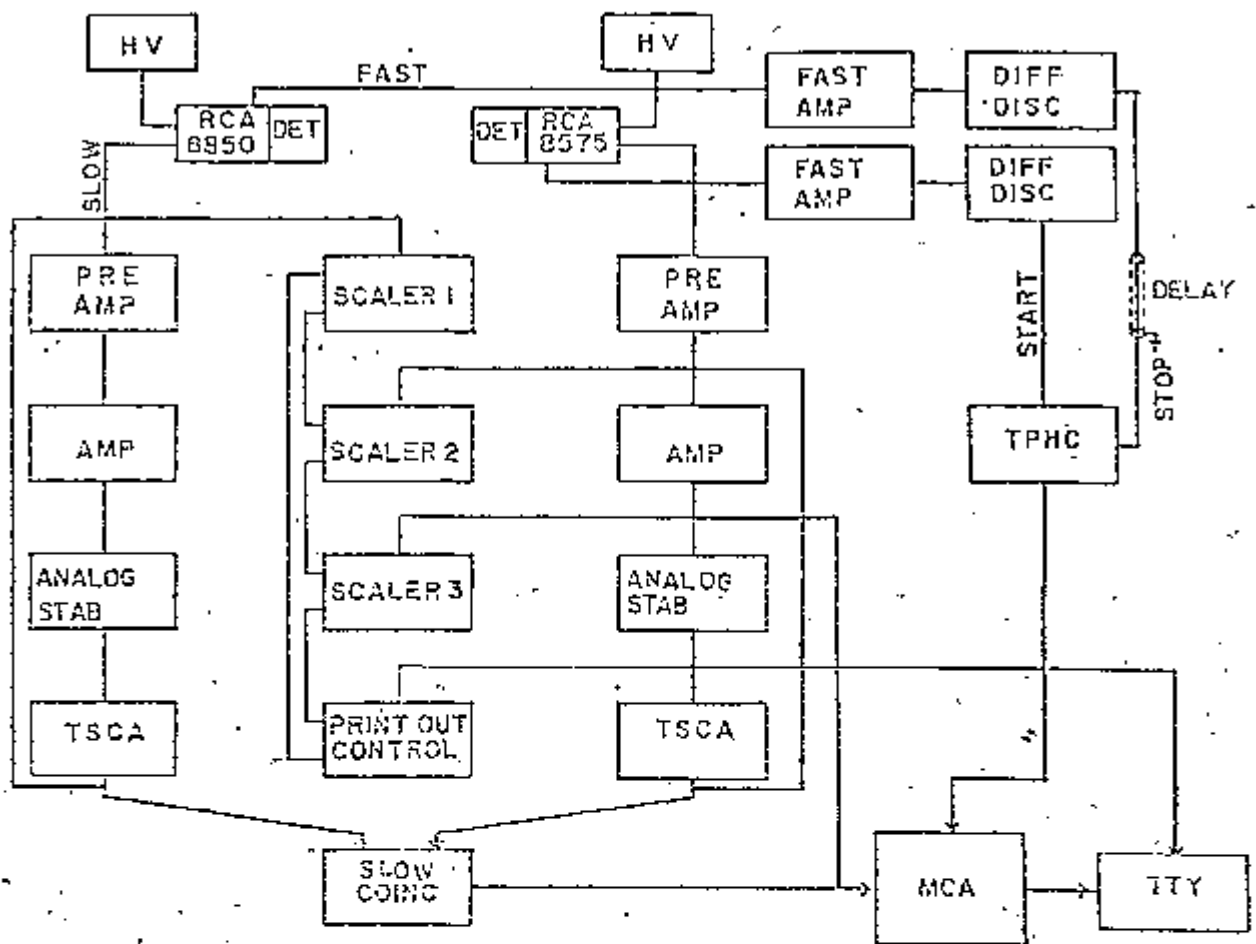 HV
HV
FAST
FAST
AMP
DIFF
DISC
RCA
8850
DET
DET
RCA
8575
SLOW
FAST
AMP
DIFF
DISC
PRE
AMP
SCALER 1
PRE
AMP
START
DELAY
STOP
AMP
SCALER 2
AMP
TPHC
ANALOG
STAB
SCALER 3
ANALOG
STAB
TSCA
PRINT OUT
CONTROL
TSCA
SLOW
COINC
MCA
TTY